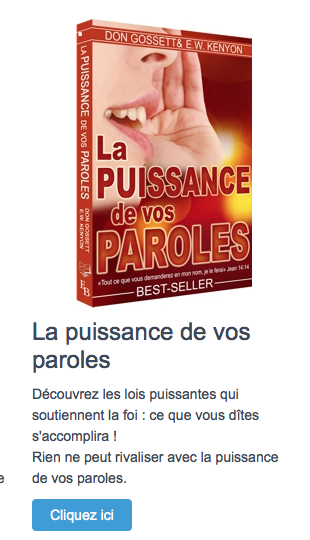 DON GOSSETT & E.W. KENYON
La
PUISSANCE
de vos
PAROLES
«Tout ce que vous demanderez en mon nom, je le ferai» Jean 14:14
BEST-SELLER
LA PUISSANCE DE VOS PAROLES
DON GOSSETT
E.W. KENYON
EB
La puissance de vos
paroles
Découvrez les lois puissantes qui
soutiennent la foi : ce que vous dîtes
s'accomplira !
Rien ne peut rivaliser avec la puissance
e
de vos paroles.
Cliquez ici